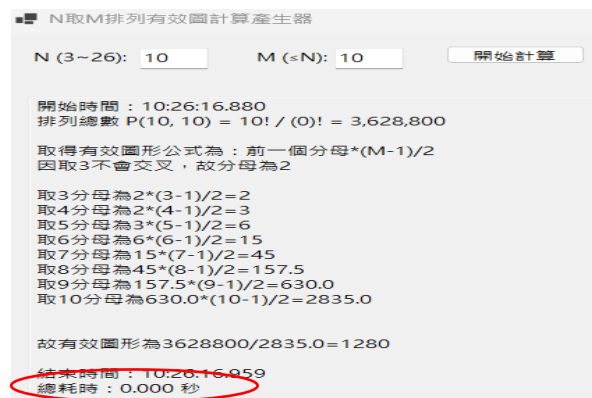 N取M排列有效圖計算產生器
N (3~26): 10 M (≤N): 10 開始計算
開始時間：10:26:16.880
排列總數 P(10, 10) = 10! / (0)! = 3,628,800
取得有效圖形公式為：前一個分母*(M-1)/2
因取3不會交叉，故分母為2
取3分母為2*(3-1)/2=2
取4分母為2*(4-1)/2=3
取5分母為3*(5-1)/2=6
取6分母為6*(6-1)/2=15
取7分母為15*(7-1)/2=45
取8分母為45*(8-1)/2=157.5
取9分母為157.5*(9-1)/2=630.0
取10分母為630.0*(10-1)/2=2835.0
故有效圖形為3628800/2835.0=1280
結束時間：10:26:16.959
總耗時：0.000 秒